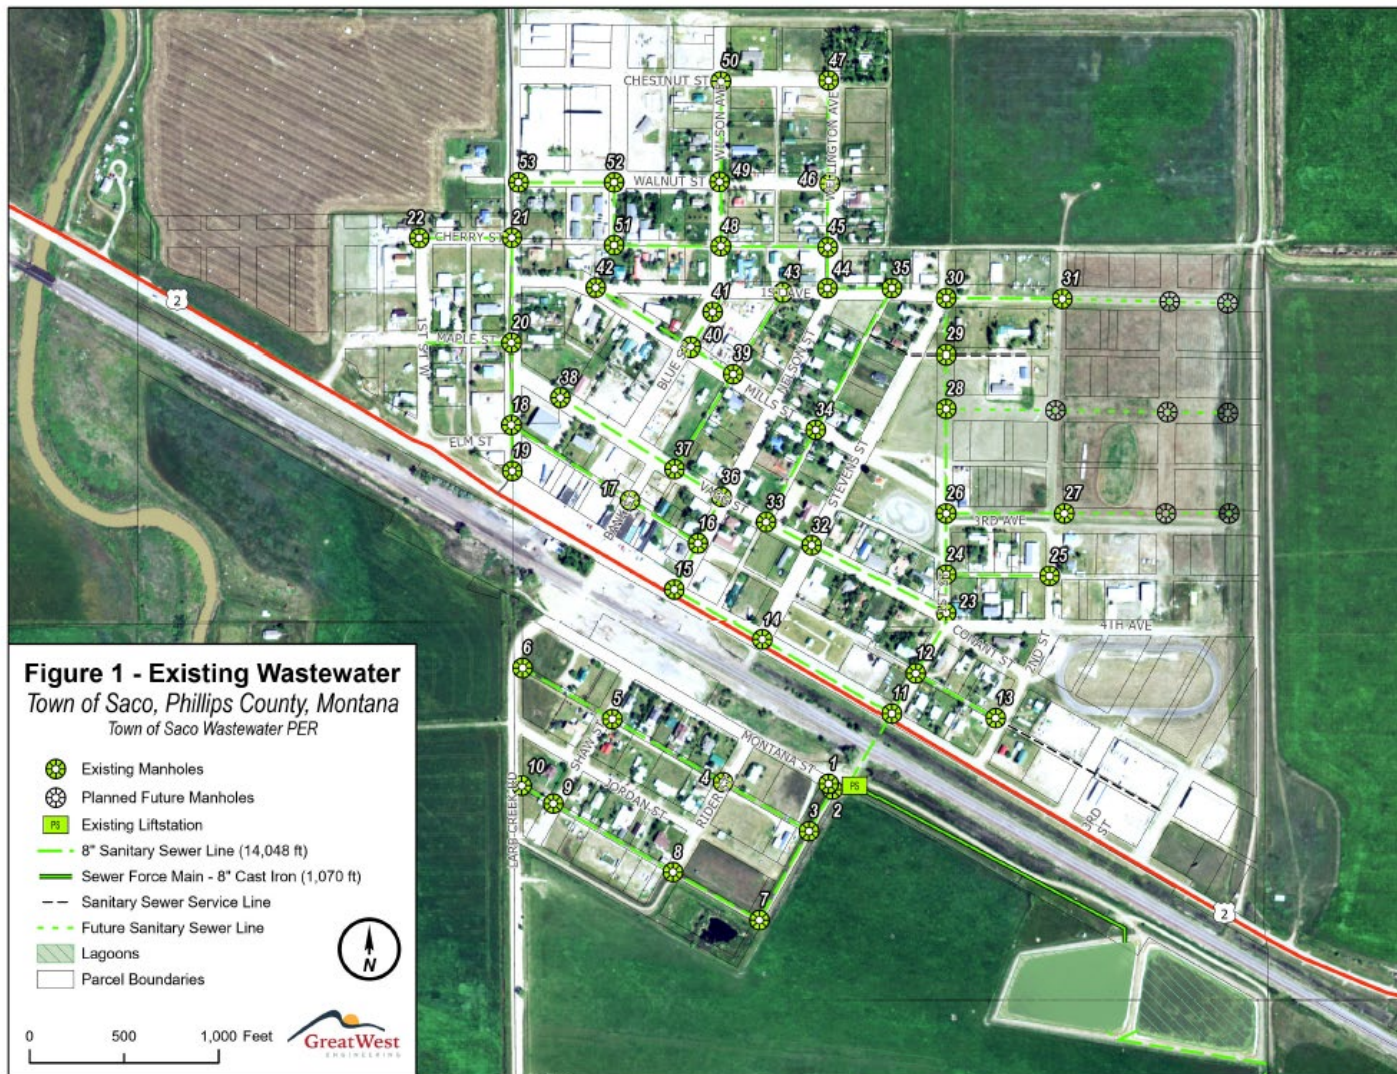 50
47
CHESTNUT ST
WILSON AVE
WELLINGTON AVE
53
52
49
46
WALNUT ST
ST
22
21
CHERRY ST
51
48
45
42
43
44
35
30
31
1ST AVE
2
41
1ST ST W
20
MAPLE ST
40
29
BLUE S
39
NELSON ST
MILLS ST
38
28
18
34
ELM ST
STEVENS ST
19
37
36
17
33
26
27
3RD AVE
16
32
15
24
25
23
4TH AVE
14
CONANT ST
2ND ST
12
13
11
6
5
SHAW S
MONTANA ST
10
9
4
1
PS
3
2
JORDAN ST
RIDER
LARB CREEK RD
8
7
3RD ST
2
Figure 1 - Existing Wastewater
Town of Saco, Phillips County, Montana
Town of Saco Wastewater PER
Existing Manholes
Planned Future Manholes
PS Existing Liftstation
8" Sanitary Sewer Line (14,048 ft)
Sewer Force Main - 8" Cast Iron (1,070 ft)
Sanitary Sewer Service Line
Future Sanitary Sewer Line
Lagoons
Parcel Boundaries
N
0 500 1,000 Feet
GreatWest
ENGINEERING